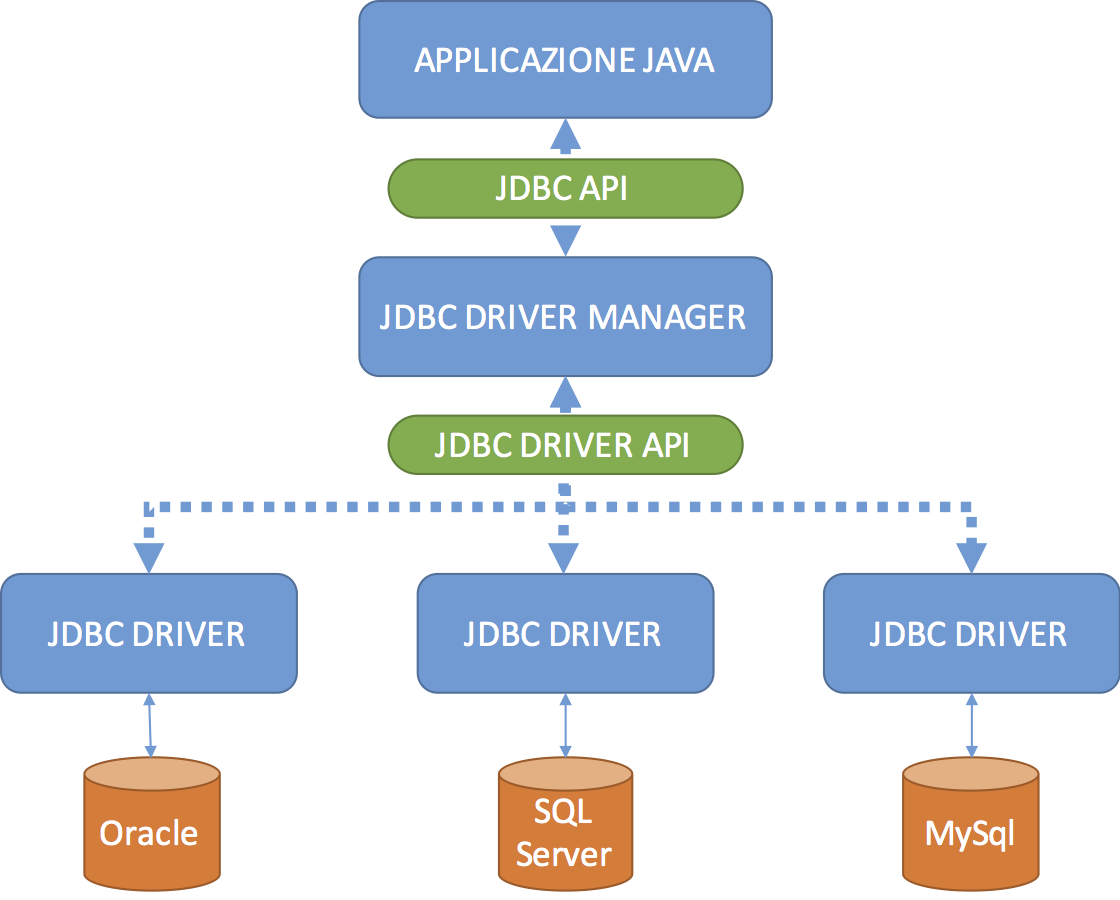 APPLICAZIONE JAVA
JDBC API
JDBC DRIVER MANAGER
JDBC DRIVER API
JDBC DRIVER
JDBC DRIVER
JDBC DRIVER
Oracle
SQL
Server
MySql